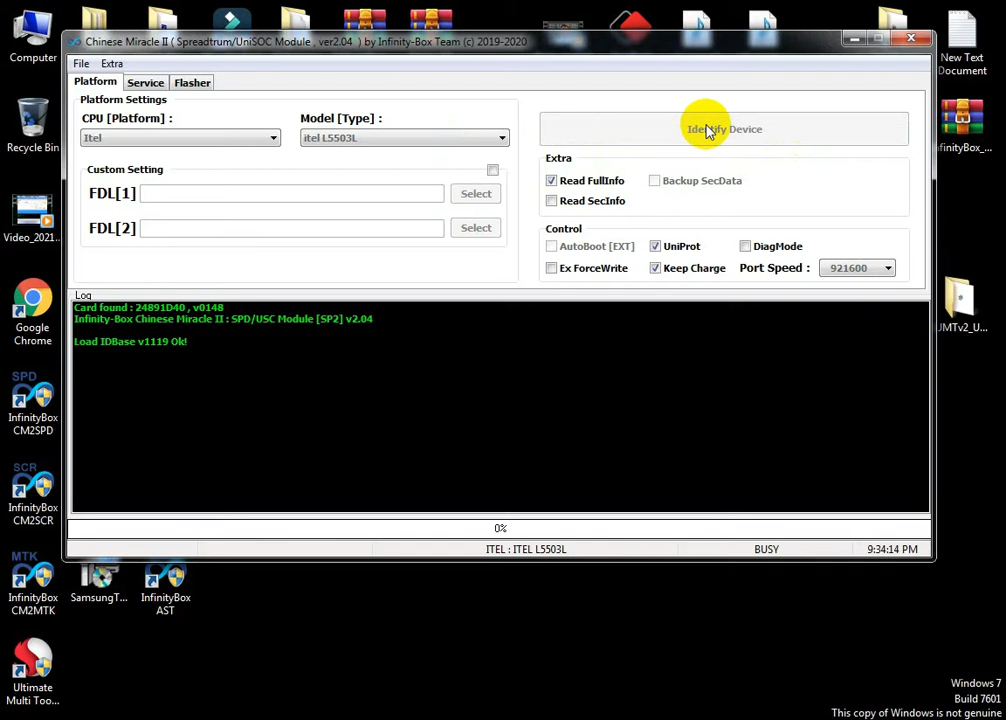 Chinese Miracle II ( Spreadtrum/UniSOC Module , ver2.04 ) by Infinity-Box Team (c) 2019-2020
File Extra
Platform Service Flasher
Platform Settings
CPU [Platform] : Model [Type] :
Itel itel L5503L
Custom Setting
FDL[1] Select
FDL[2] Select
Identify Device
Extra
Read FullInfo Backup SecData
Read SecInfo
Control
AutoBoot [EXT] UniProt DiagMode
Ex ForceWrite Keep Charge Port Speed : 921600
Log
Card found : 24891D40 , v0148
Infinity-Box Chinese Miracle II : SPD/USC Module [SP2] v2.04
Load IDBase v1119 Ok!
0%
ITEL : ITEL L5503L BUSY 9:34:14 PM
Computer
Recycle Bin
Video_2021...
Google
Chrome
SPD
InfinityBox
CM2SPD
SCR
InfinityBox
CM2SCR
MTK
InfinityBox
CM2MTK
SamsungT...
InfinityBox
AST
Ultimate
Multi Too...
New Text
Document
InfinityBox_...
UMTv2_U...
Windows 7
Build 7601
This copy of Windows is not genuine